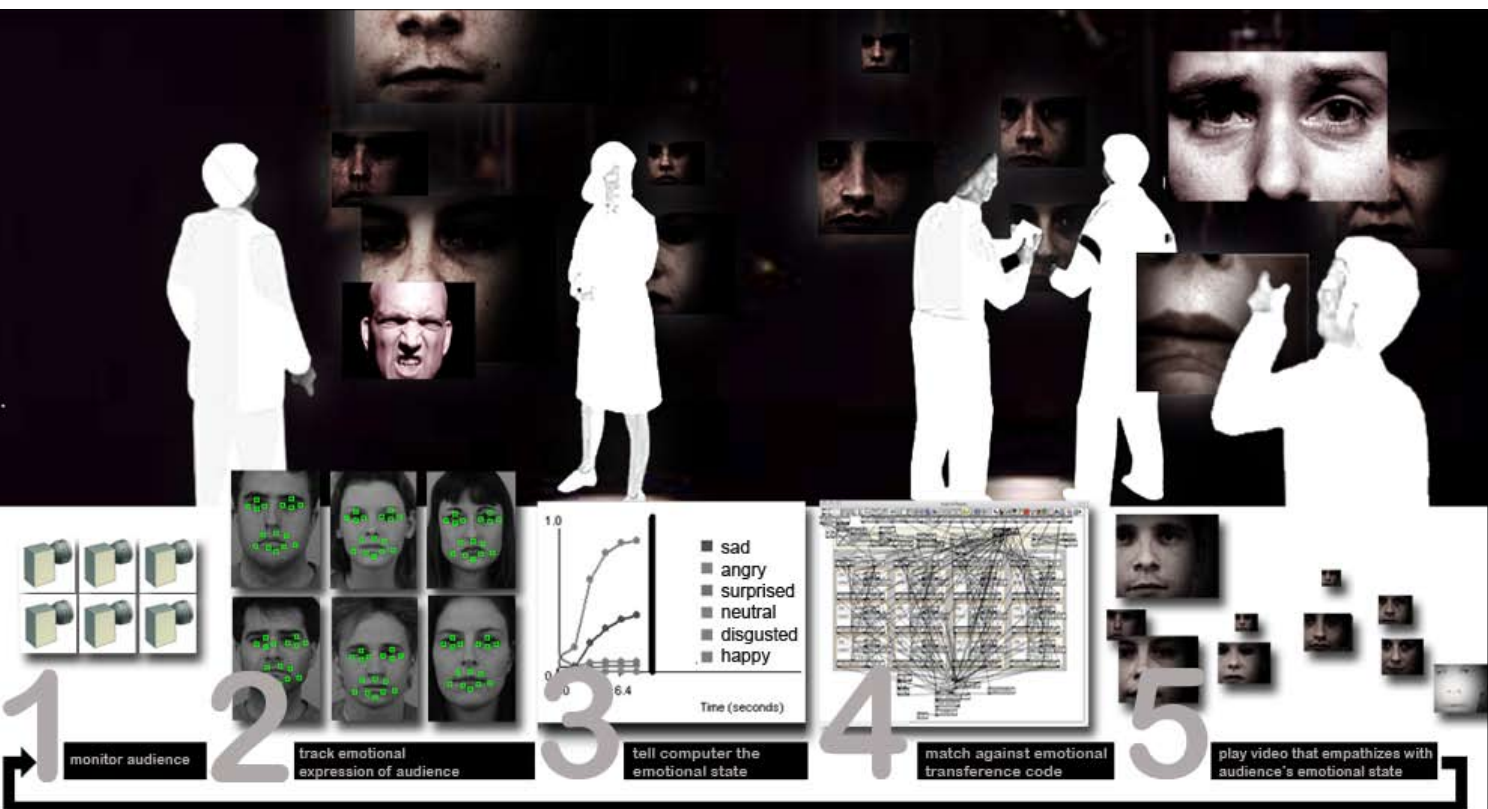 1.0
sad
angry
surprised
neutral
disgusted
happy
6.4
Time (seconds)
1
monitor audience
2
track emotional
expression of audience
3
tell computer the
emotional state
4
match against emotional
transference code
5
play video that empathizes with
audience's emotional state